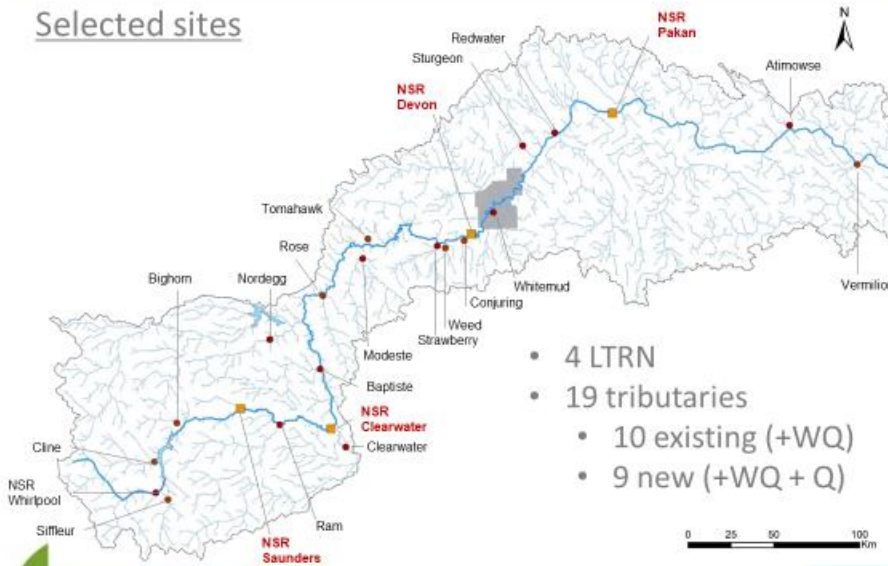 Selected sites
NSR
Pakan
N
Redwater
Sturgeon
Atimowse
NSR
Devon
Tomahawk
Rose
Bighorn
Nordegg
Whitemud
Vermilion
Conjuring
Weed
Strawberry
Modeste
Baptiste
• 4 LTRN
• 19 tributaries
• 10 existing (+WQ)
• 9 new (+WQ + Q)
NSR
Clearwater
Clearwater
Cline
NSR
Whirlpool
Siffleur
Ram
NSR
Saunders
0 25 50 100
Km